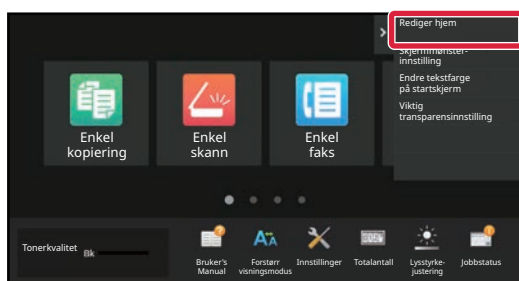 Rediger hjem
Skjermmønster-
innstilling
Endre tekstfarge
på startskjerm
Viktig
transparensinnstilling
Enkel
kopiering
Enkel
skann
Enkel
faks
Tonerkvalitet
Bk
Bruker's
Manual
Forstørr
visningsmodus
Innstillinger
Totalantall
Lysstyrke-
justering
Jobbstatus